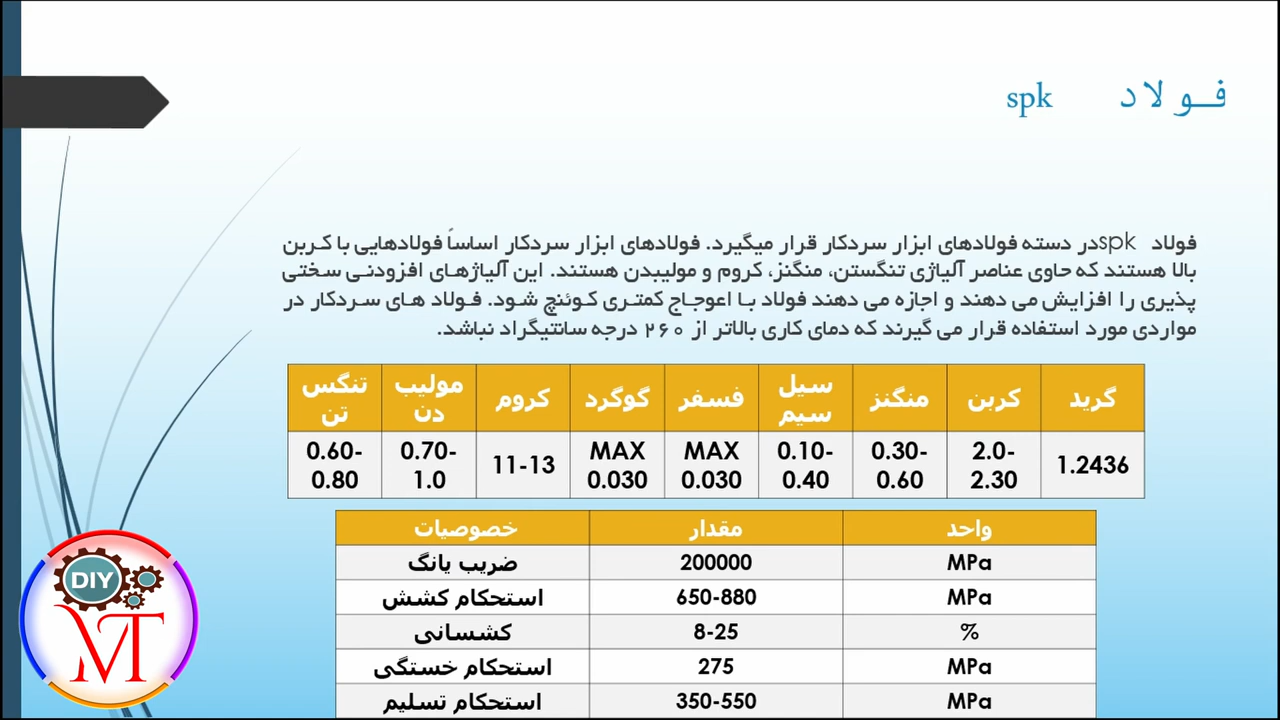 فولاد spk
فولاد spkدر دسته فولادهای ابزار سردکار قرار میگیرد. فولادهای ابزار سردکار اساساً فولادهایی با کربن
بالا هستند که حاوی عناصر آلیاژی تنگستن، منگنز، کروم و مولیبدن هستند. این آلیاژهای افزودنی سختی
پذیری را افزایش می دهند و اجازه می دهند فولاد با اعوجاج کمتری کوئنچ شود. فولاد های سردکار در
مواردی مورد استفاده قرار می گیرند که دمای کاری بالاتر از ۲۶۰ درجه سانتیگراد نباشد.
گرید کربن منگنز سیل سیم فسفر گوگرد کروم مولیب دن تنگس تن
1.2436 2.0-2.30 0.30-0.60 0.10-0.40 MAX 0.030 MAX 0.030 11-13 0.70-1.0 0.60-0.80
واحد مقدار خصوصیات
MPa 200000 ضریب یانگ
MPa 650-880 استحکام کشش
% 8-25 کشسانی
MPa 275 استحکام خستگی
MPa 350-550 استحکام تسلیم
DIY
MT